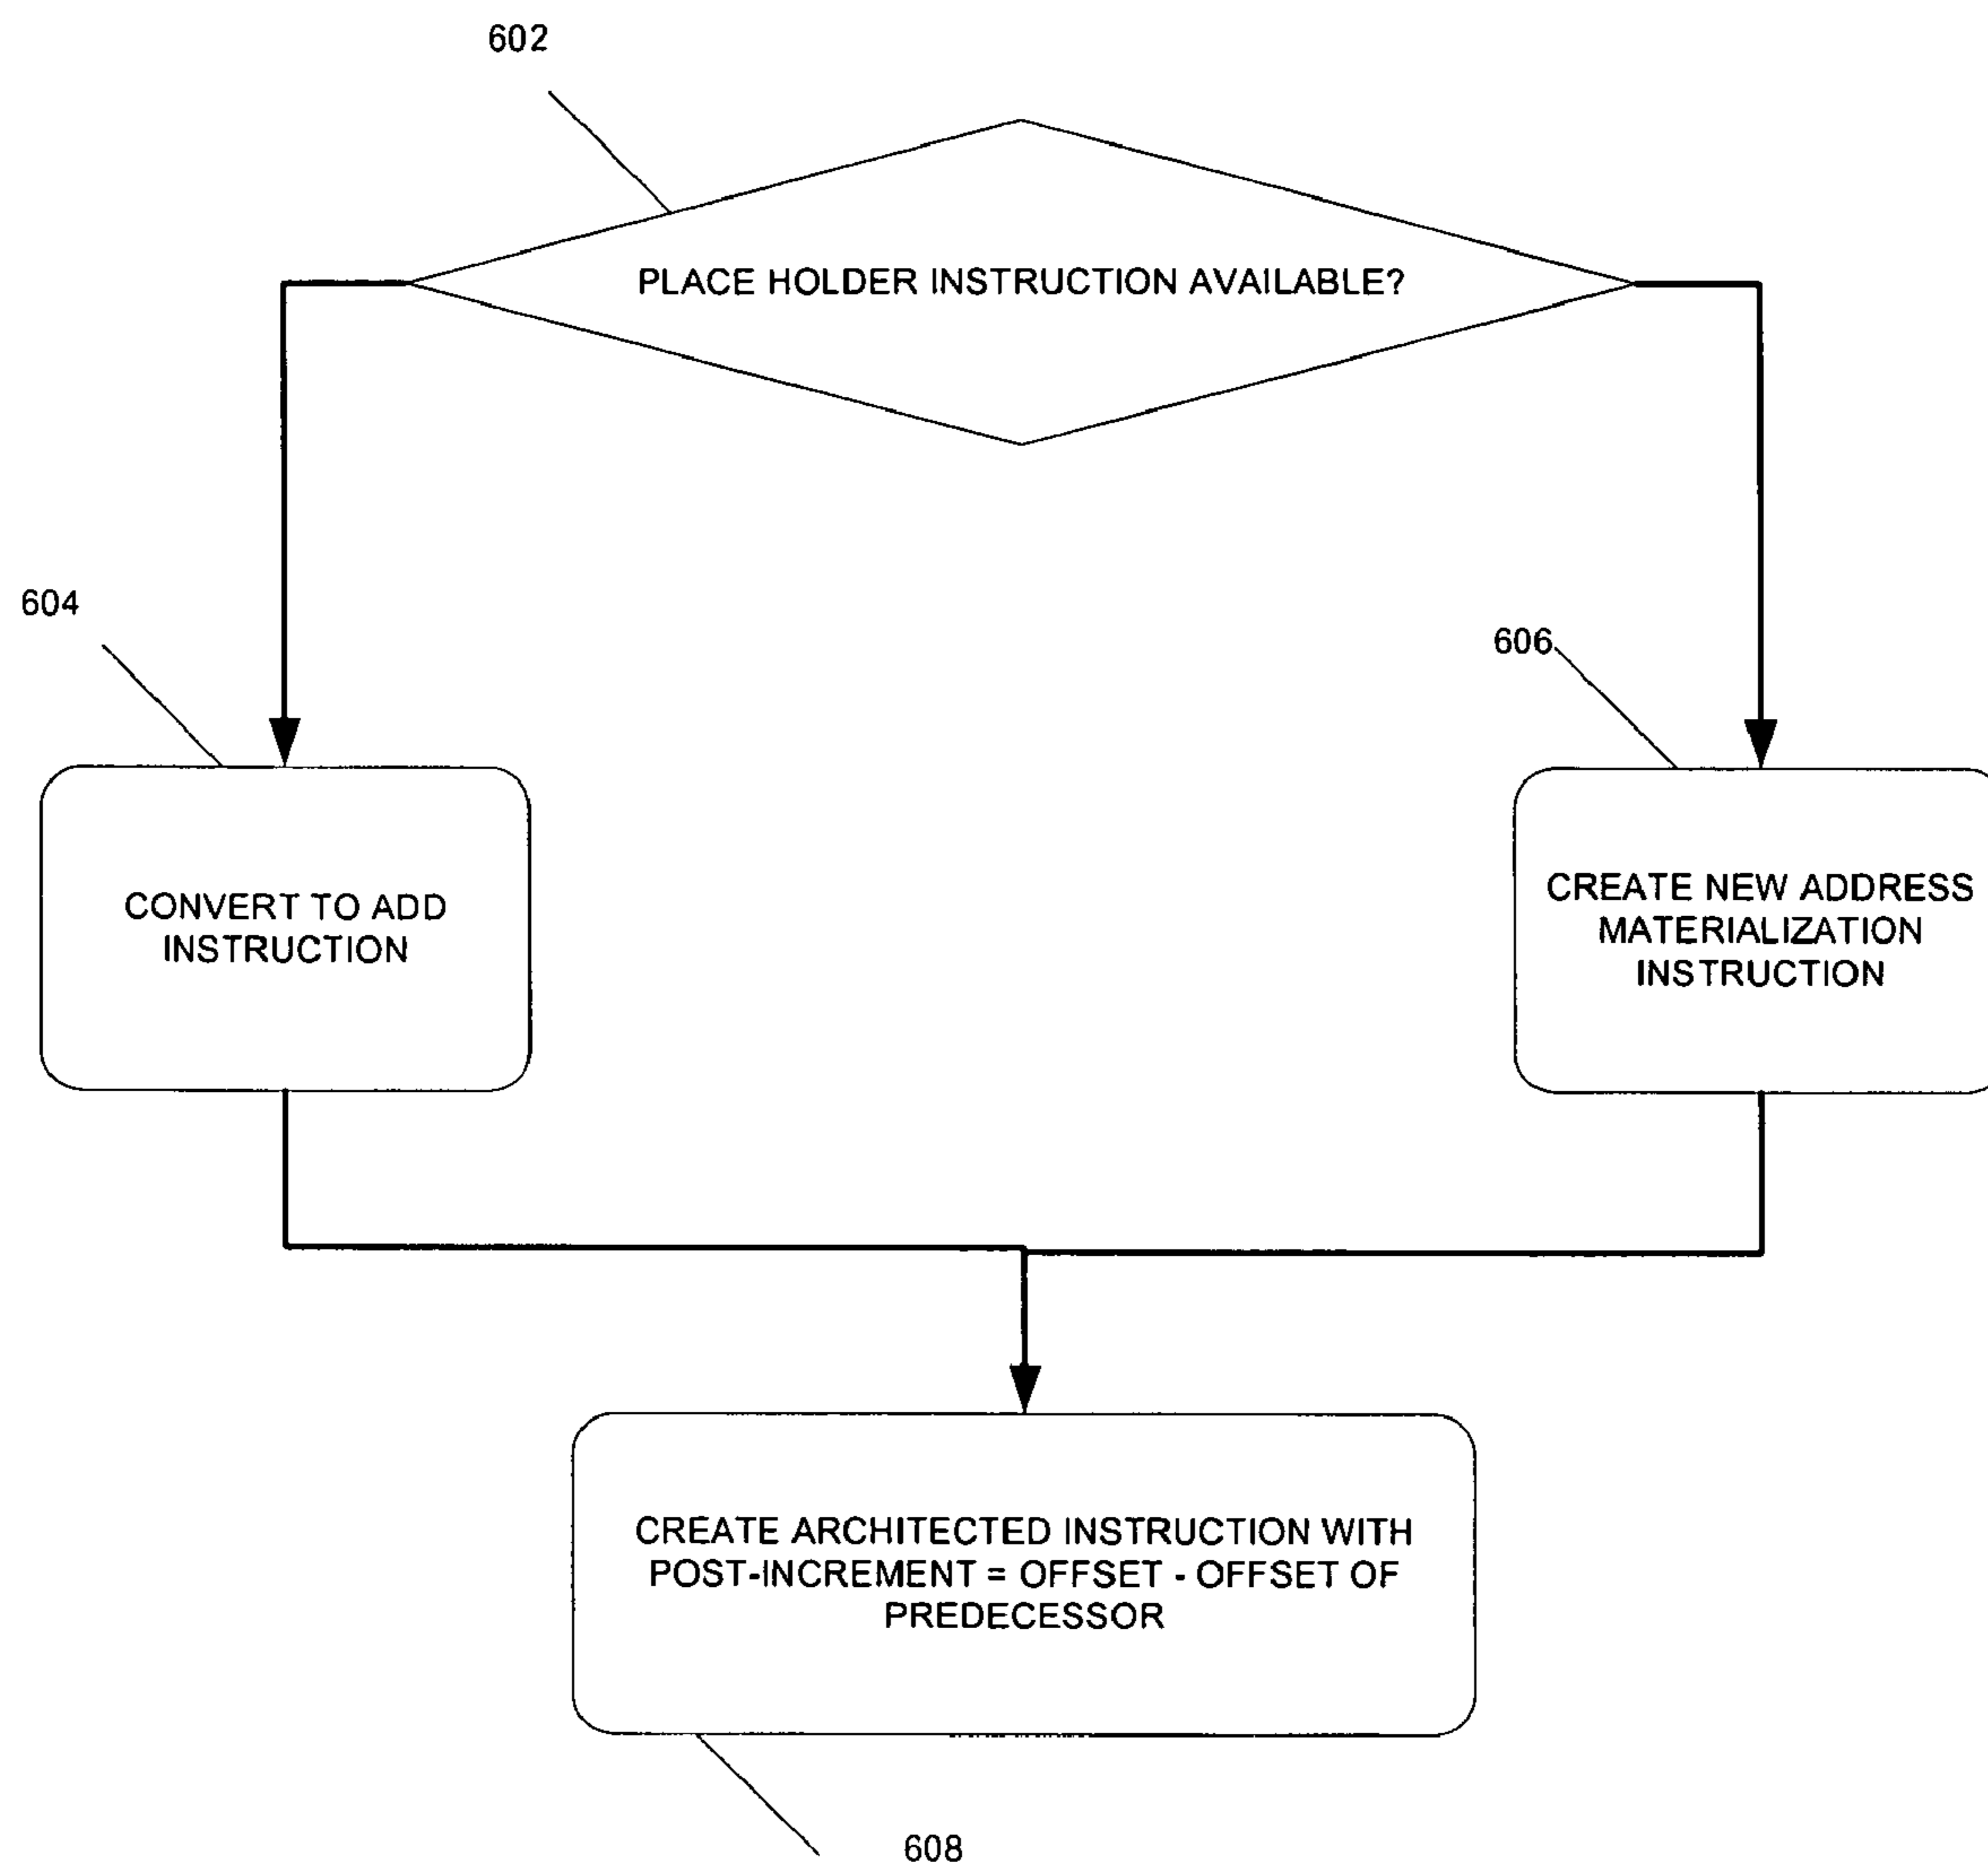 602
PLACE HOLDER INSTRUCTION AVAILABLE?
604
606
CONVERT TO ADD
INSTRUCTION
CREATE NEW ADDRESS
MATERIALIZATION
INSTRUCTION
CREATE ARCHITECTED INSTRUCTION WITH
POST-INCREMENT = OFFSET - OFFSET OF
PREDECESSOR
608